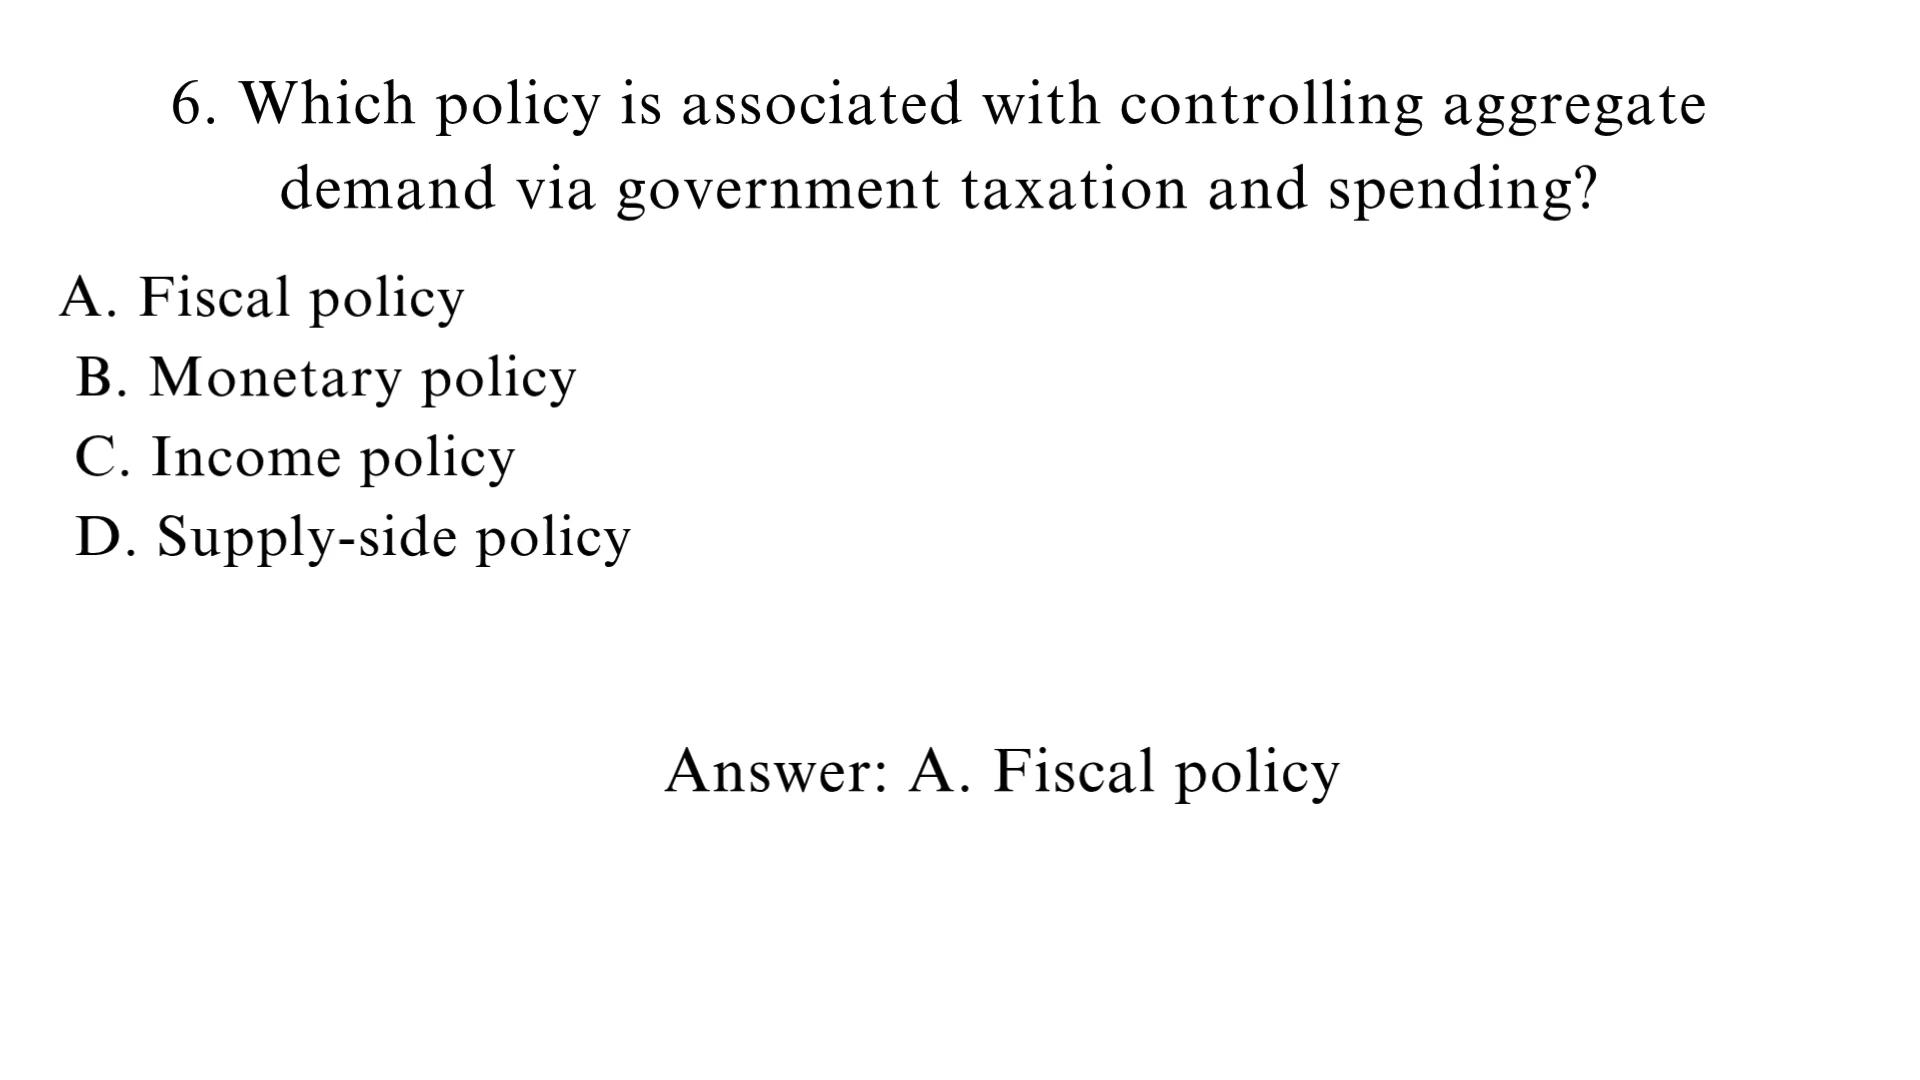 6. Which policy is associated with controlling aggregate
demand via government taxation and spending?
A. Fiscal policy
B. Monetary policy
C. Income policy
D. Supply-side policy
Answer: A. Fiscal policy